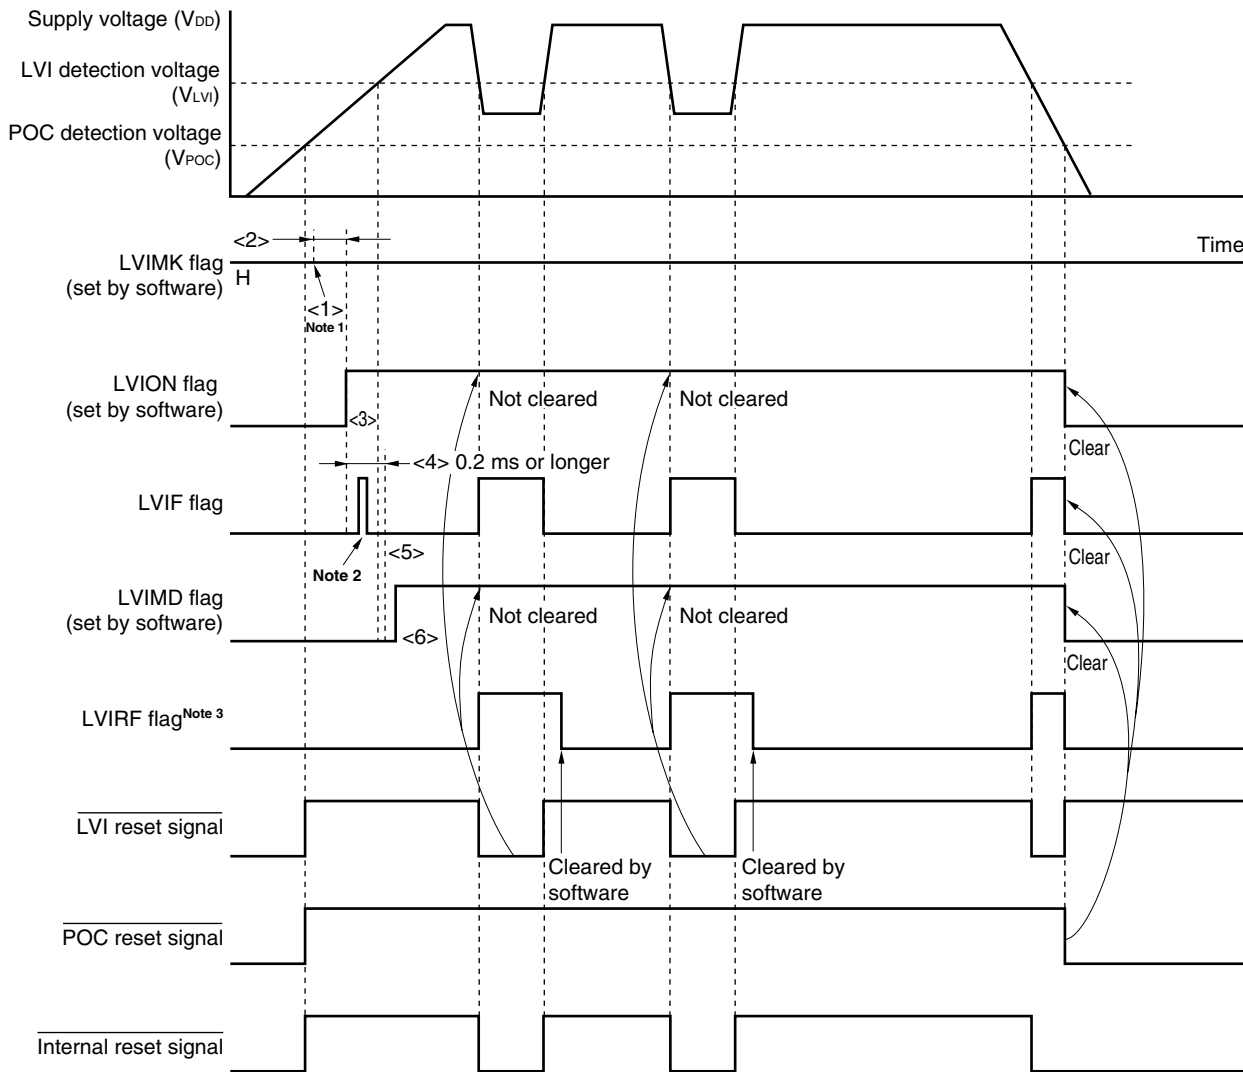 Supply voltage (VDD)
LVI detection voltage
(VLVI)
POC detection voltage
(VPOC)
Time
<2>
LVIMK flag
(set by software)
H
<1>
Note 1
LVION flag
(set by software)
<3>
Not cleared
Not cleared
Clear
<4> 0.2 ms or longer
LVIF flag
Note 2
<5>
Clear
LVIMD flag
(set by software)
<6>
Not cleared
Not cleared
Clear
LVIRF flag Note 3
LVI reset signal
Cleared by
software
Cleared by
software
POC reset signal
Internal reset signal